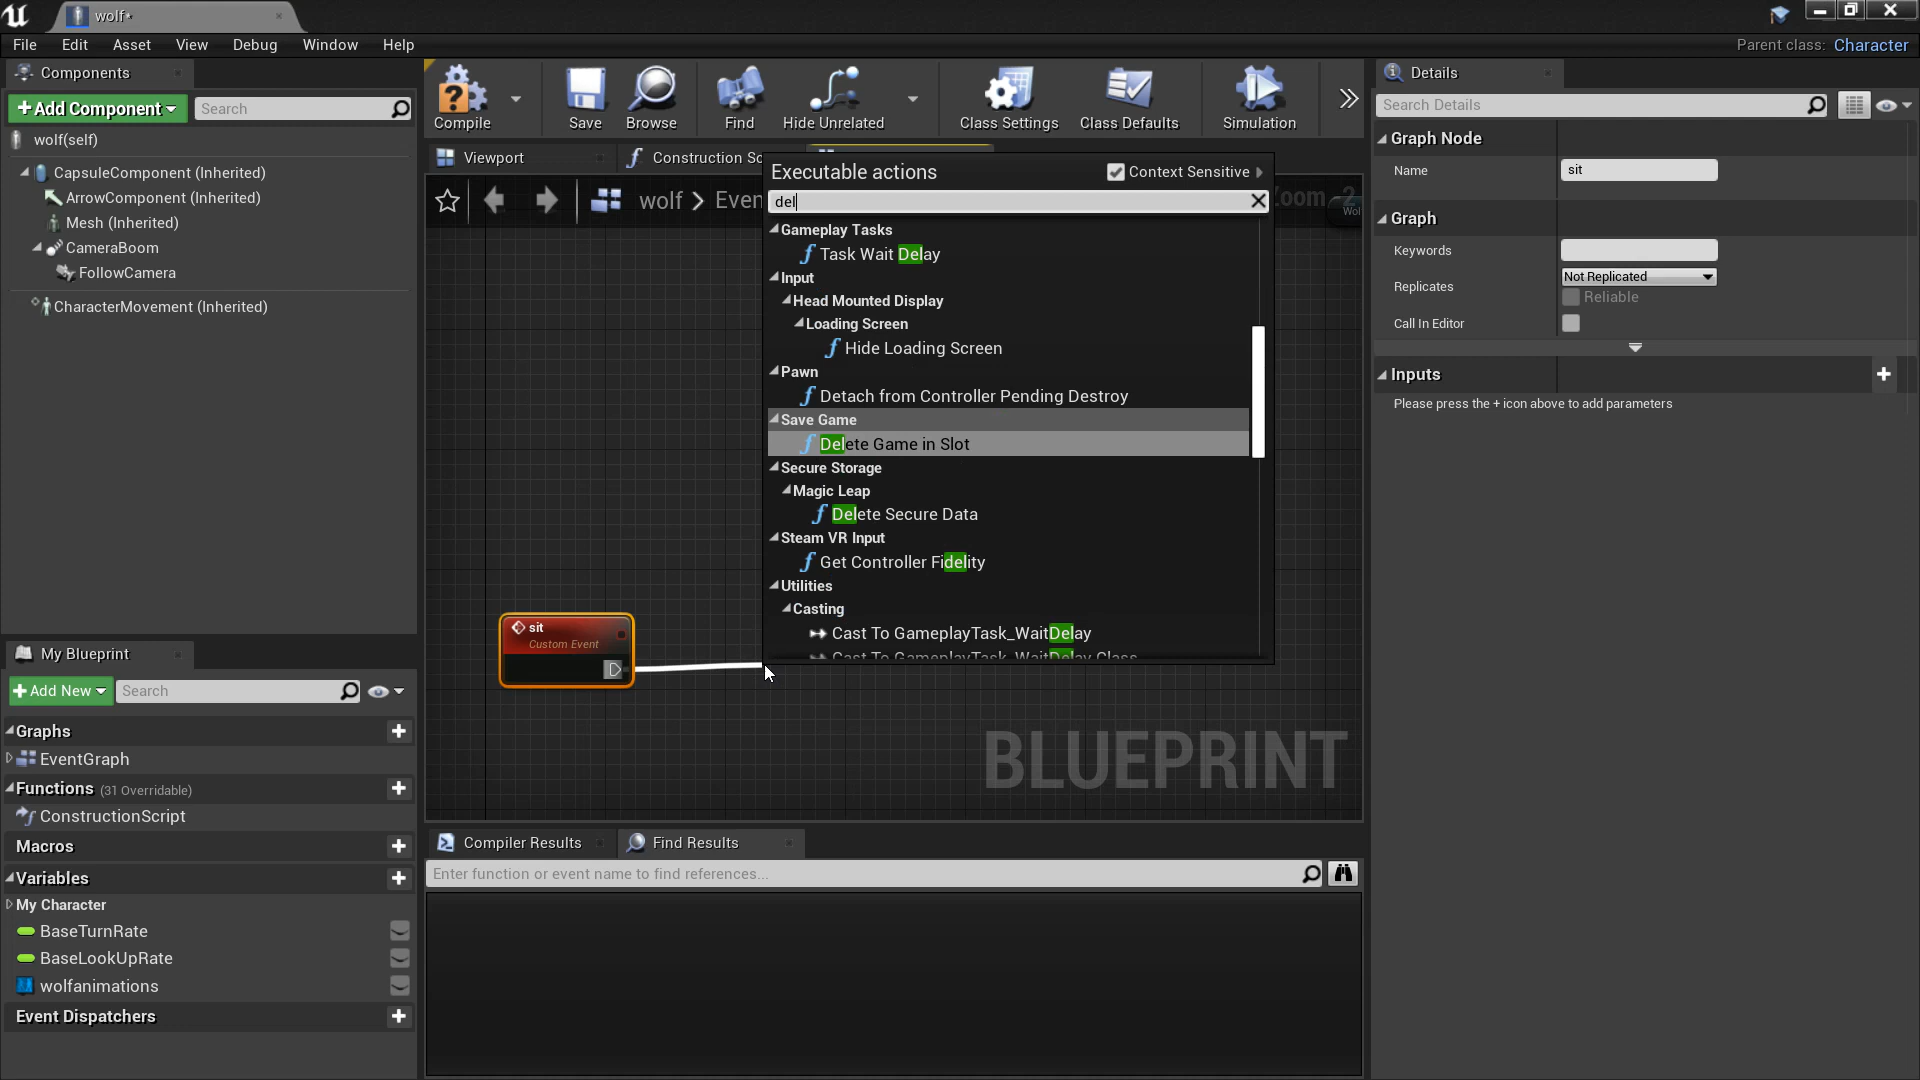 wolf*
File Edit Asset View Debug Window Help
Parent class: Character
Components
+Add Component
Search
wolf(self)
CapsuleComponent (Inherited)
ArrowComponent (Inherited)
Mesh (Inherited)
CameraBoom
FollowCamera
CharacterMovement (Inherited)
My Blueprint
+Add New
Search
Graphs
EventGraph
Functions (31 Overridable)
ConstructionScript
Macros
Variables
My Character
BaseTurnRate
BaseLookUpRate
wolfanimations
Event Dispatchers
Compile
Save
Browse
Find
Hide Unrelated
Class Settings
Class Defaults
Simulation
Viewport
Construction Sc
wolf > Even
Zoom -2
Wol
Executable actions
Context Sensitive
del
Gameplay Tasks
Task Wait Delay
Input
Head Mounted Display
Loading Screen
Hide Loading Screen
Pawn
Detach from Controller Pending Destroy
Save Game
Delete Game in Slot
Secure Storage
Magic Leap
Delete Secure Data
Steam VR Input
Get Controller Fidelity
Utilities
Casting
Cast To GameplayTask_WaitDelay
Cast To GameplayTask_WaitDelay Class
sit
Custom Event
BLUEPRINT
Compiler Results
Find Results
Enter function or event name to find references...
Details
Search Details
Graph Node
Name
sit
Graph
Keywords
Replicates
Not Replicated
Reliable
Call In Editor
Inputs
Please press the + icon above to add parameters